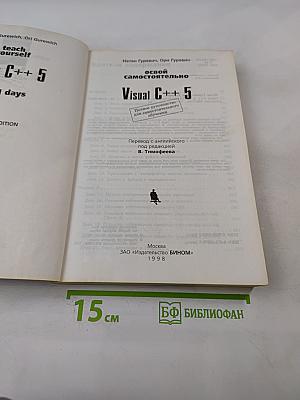 Gurewich, Ori Gurewich
teach
yourself
C++ 5
days
EDITION
Натан Гуревич, Ори Гуревич
освой
самостоятельно
Visual C++ 5
Полное руководство
для самостоятельного
обучения
Перевод с английского
под редакцией
В. Тимофеева
Москва
ЗАО «Издательство БИНОМ»
1998
15 см
БФ БИБЛИОФАН